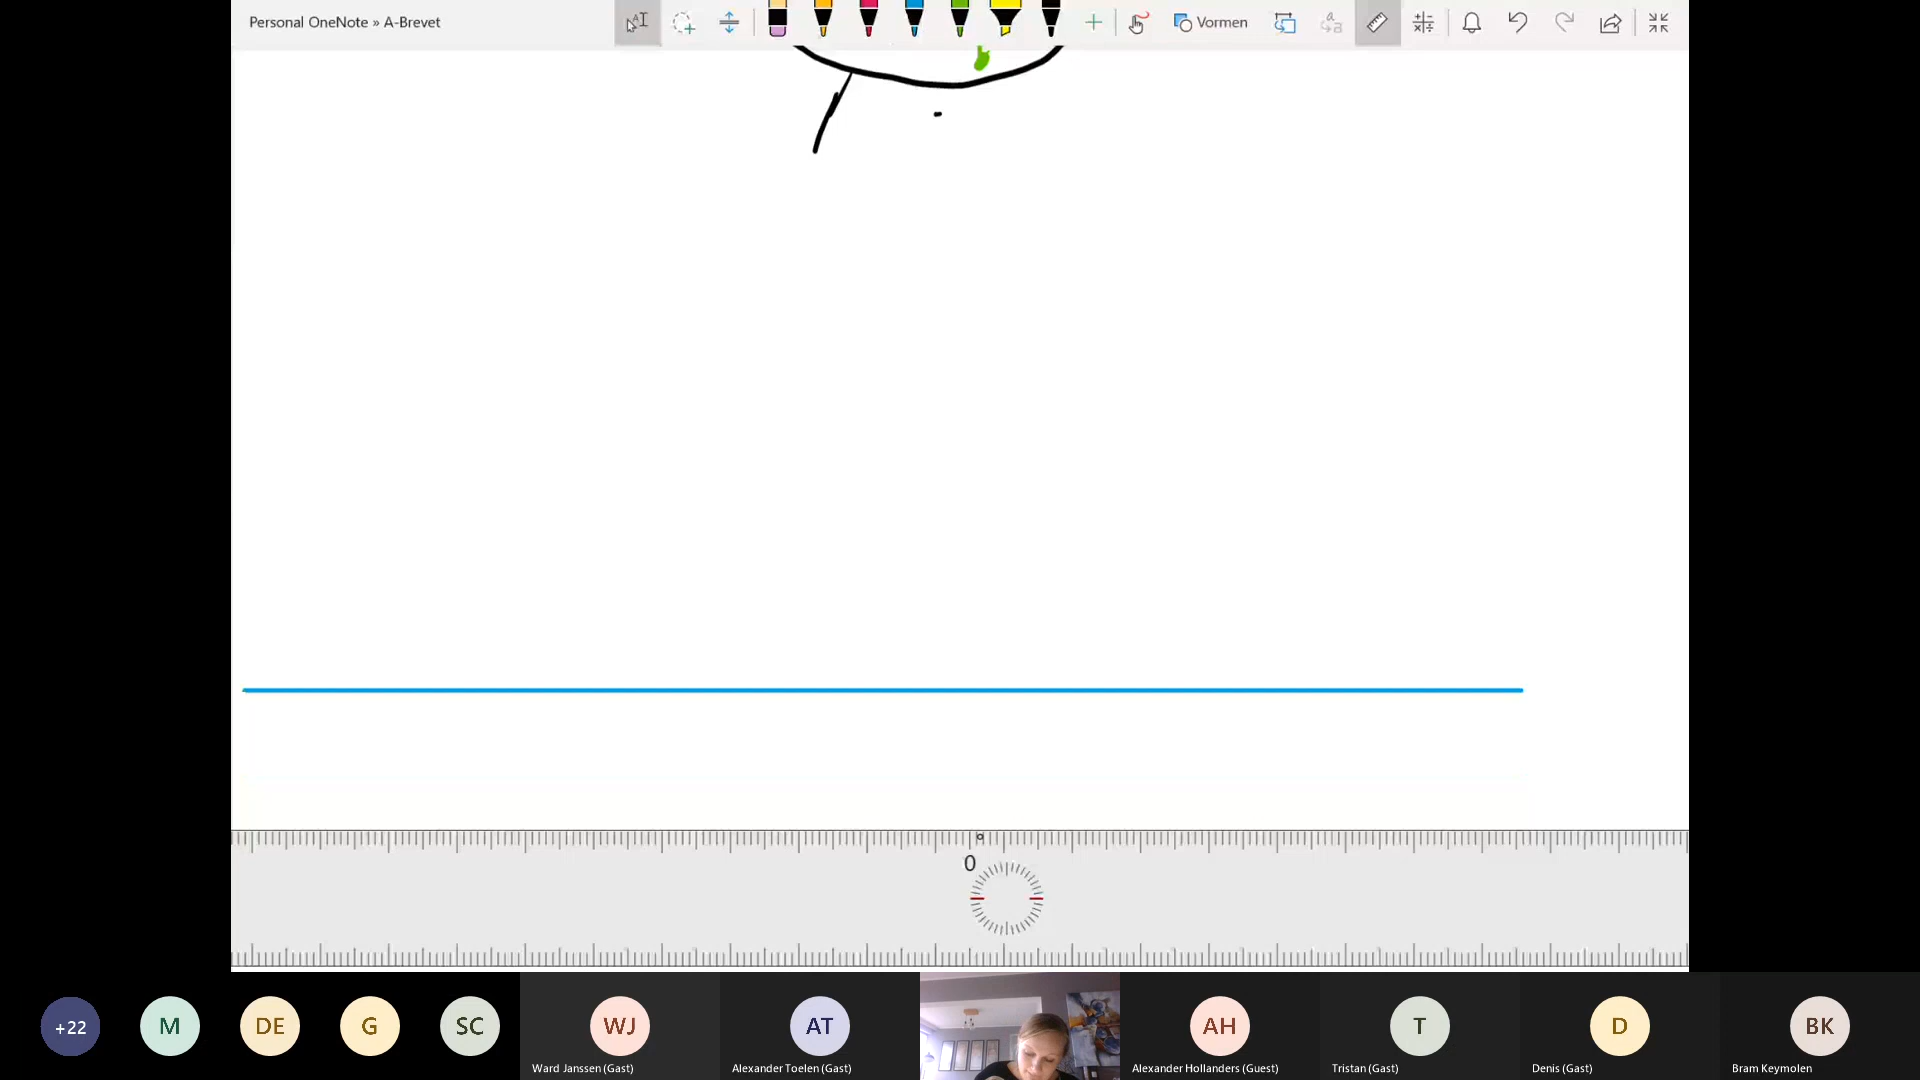 Personal OneNote » A-Brevet
Vormen
0
+22
M
DE
G
SC
WJ
AT
AH
T
D
BK
Ward Janssen (Gast)
Alexander Toelen (Gast)
Alexander Hollanders (Guest)
Tristan (Gast)
Denis (Gast)
Bram Keymolen